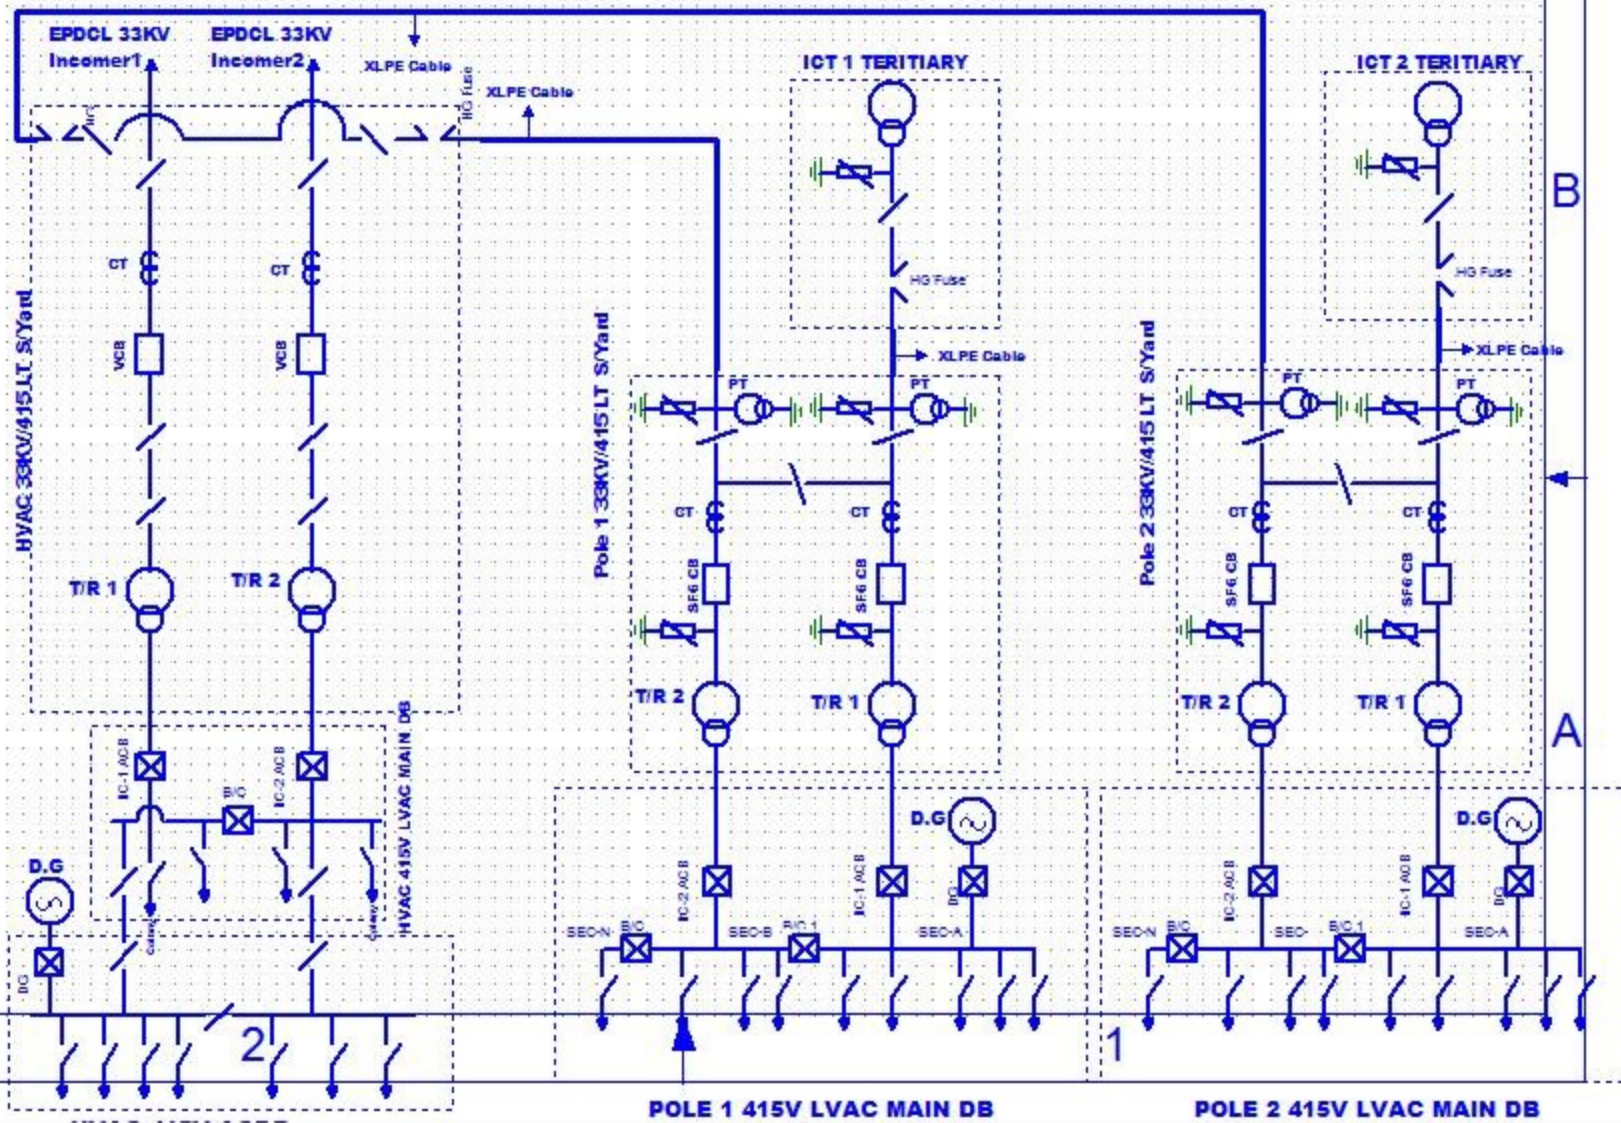 EPDCL 33KV
Incomer1
EPDCL 33KV
Incomer2
XLPE Cable
HG Fuse
XLPE Cable
ICT 1 TERITIARY
ICT 2 TERITIARY
B
HG Fuse
HG Fuse
CT
CT
VCB
VCB
HVAC 33KV/415 LT S/Yard
Pole 1 33KV/415 LT S/Yard
XLPE Cable
Pole 2 33KV/415 LT S/Yard
XLPE Cable
PT
PT
PT
PT
CT
CT
CT
CT
SF6 CB
SF6 CB
SF6 CB
SF6 CB
T/R 1
T/R 2
T/R 2
T/R 1
T/R 2
T/R 1
A
IC-1 ACB
IC-2 ACB
B/C
HVAC 415V LVAC MAIN DB
D.G
D.G
D.G
IC-2 ACB
IC-1 ACB
DG
IC-2 ACB
IC-1 ACB
DG
Colony
Colony
SEC-N
B/C
SEC-B
B/C 1
SEC-A
SEC-N
B/C
SEC-
B/C 1
SEC-A
DG
2
1
POLE 1 415V LVAC MAIN DB
POLE 2 415V LVAC MAIN DB